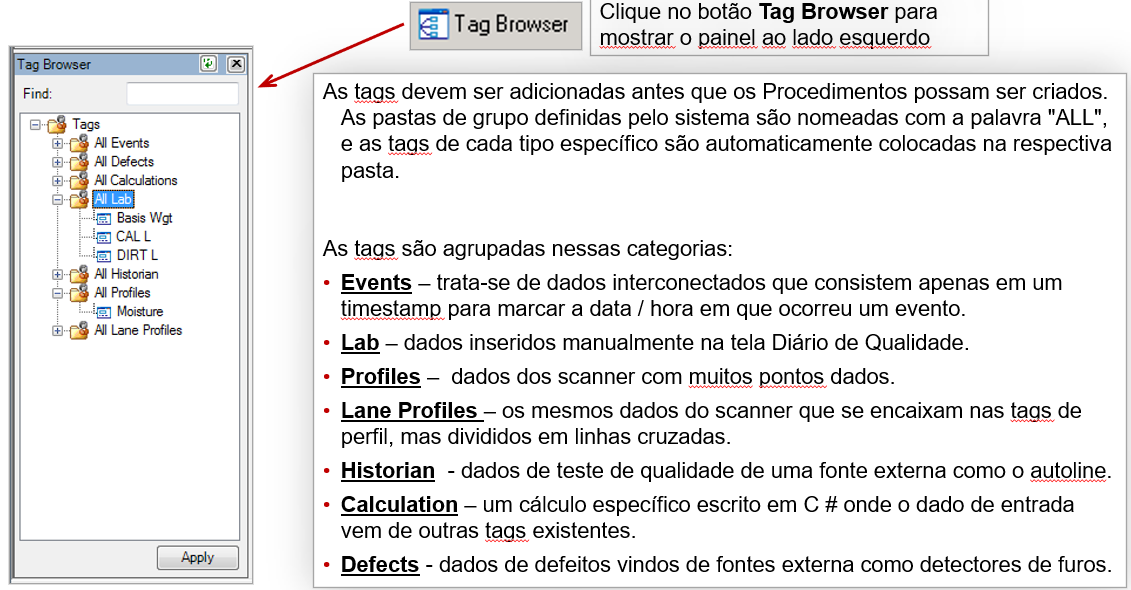 Tag Browser
Clique no botão Tag Browser para
mostrar o painel ao lado esquerdo
Tag Browser
Find:
Tags
All Events
All Defects
All Calculations
All Lab
Basis Wgt
CAL L
DIRT L
All Historian
All Profiles
Moisture
All Lane Profiles
Apply
As tags devem ser adicionadas antes que os Procedimentos possam ser criados.
As pastas de grupo definidas pelo sistema são nomeadas com a palavra "ALL",
e as tags de cada tipo específico são automaticamente colocadas na respectiva
pasta.
As tags são agrupadas nessas categorias:
• Events – trata-se de dados interconectados que consistem apenas em um
timestamp para marcar a data / hora em que ocorreu um evento.
• Lab – dados inseridos manualmente na tela Diário de Qualidade.
• Profiles – dados dos scanner com muitos pontos dados.
• Lane Profiles – os mesmos dados do scanner que se encaixam nas tags de
perfil, mas divididos em linhas cruzadas.
• Historian - dados de teste de qualidade de uma fonte externa como o autoline.
• Calculation – um cálculo específico escrito em C # onde o dado de entrada
vem de outras tags existentes.
• Defects - dados de defeitos vindos de fontes externa como detectores de furos.